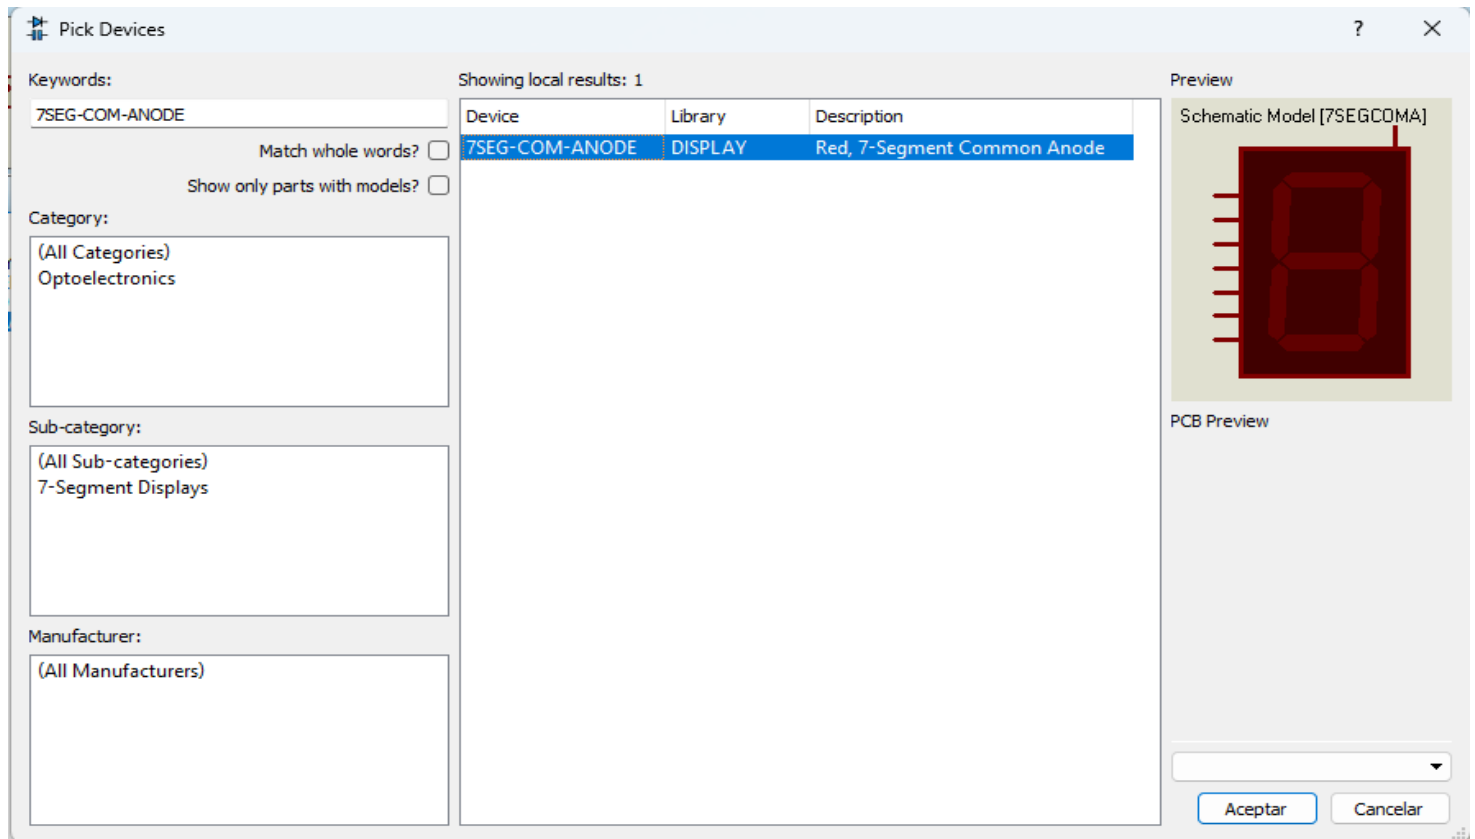 Pick Devices
?
Keywords:
7SEG-COM-ANODE
Match whole words?
Show only parts with models?
Category:
(All Categories)
Optoelectronics
Sub-category:
(All Sub-categories)
7-Segment Displays
Manufacturer:
(All Manufacturers)
Showing local results: 1
Device Library Description
7SEG-COM-ANODE DISPLAY Red, 7-Segment Common Anode
Preview
Schematic Model [7SEGCOMA]
PCB Preview
Aceptar Cancelar